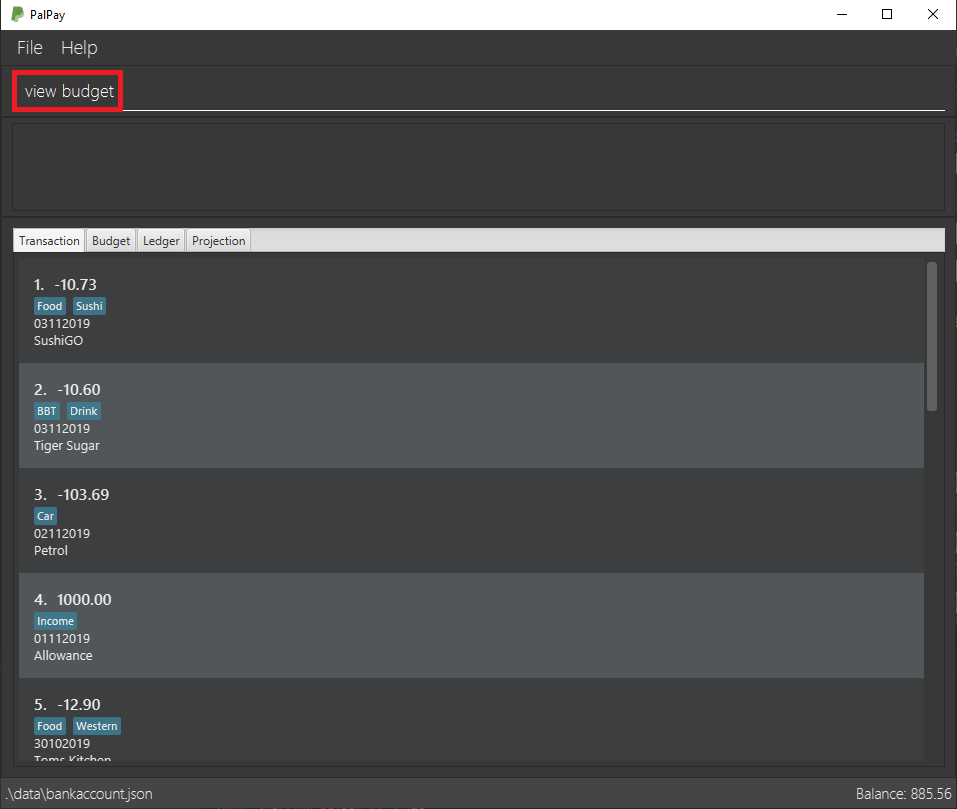 PalPay
File Help
view budget
Transaction Budget Ledger Projection
1. -10.73
Food Sushi
03112019
SushiGO
2. -10.60
BBT Drink
03112019
Tiger Sugar
3. -103.69
Car
02112019
Petrol
4. 1000.00
Income
01112019
Allowance
5. -12.90
Food Western
30102019
Toms Kitchen
.\data\bankaccount.json Balance: 885.56